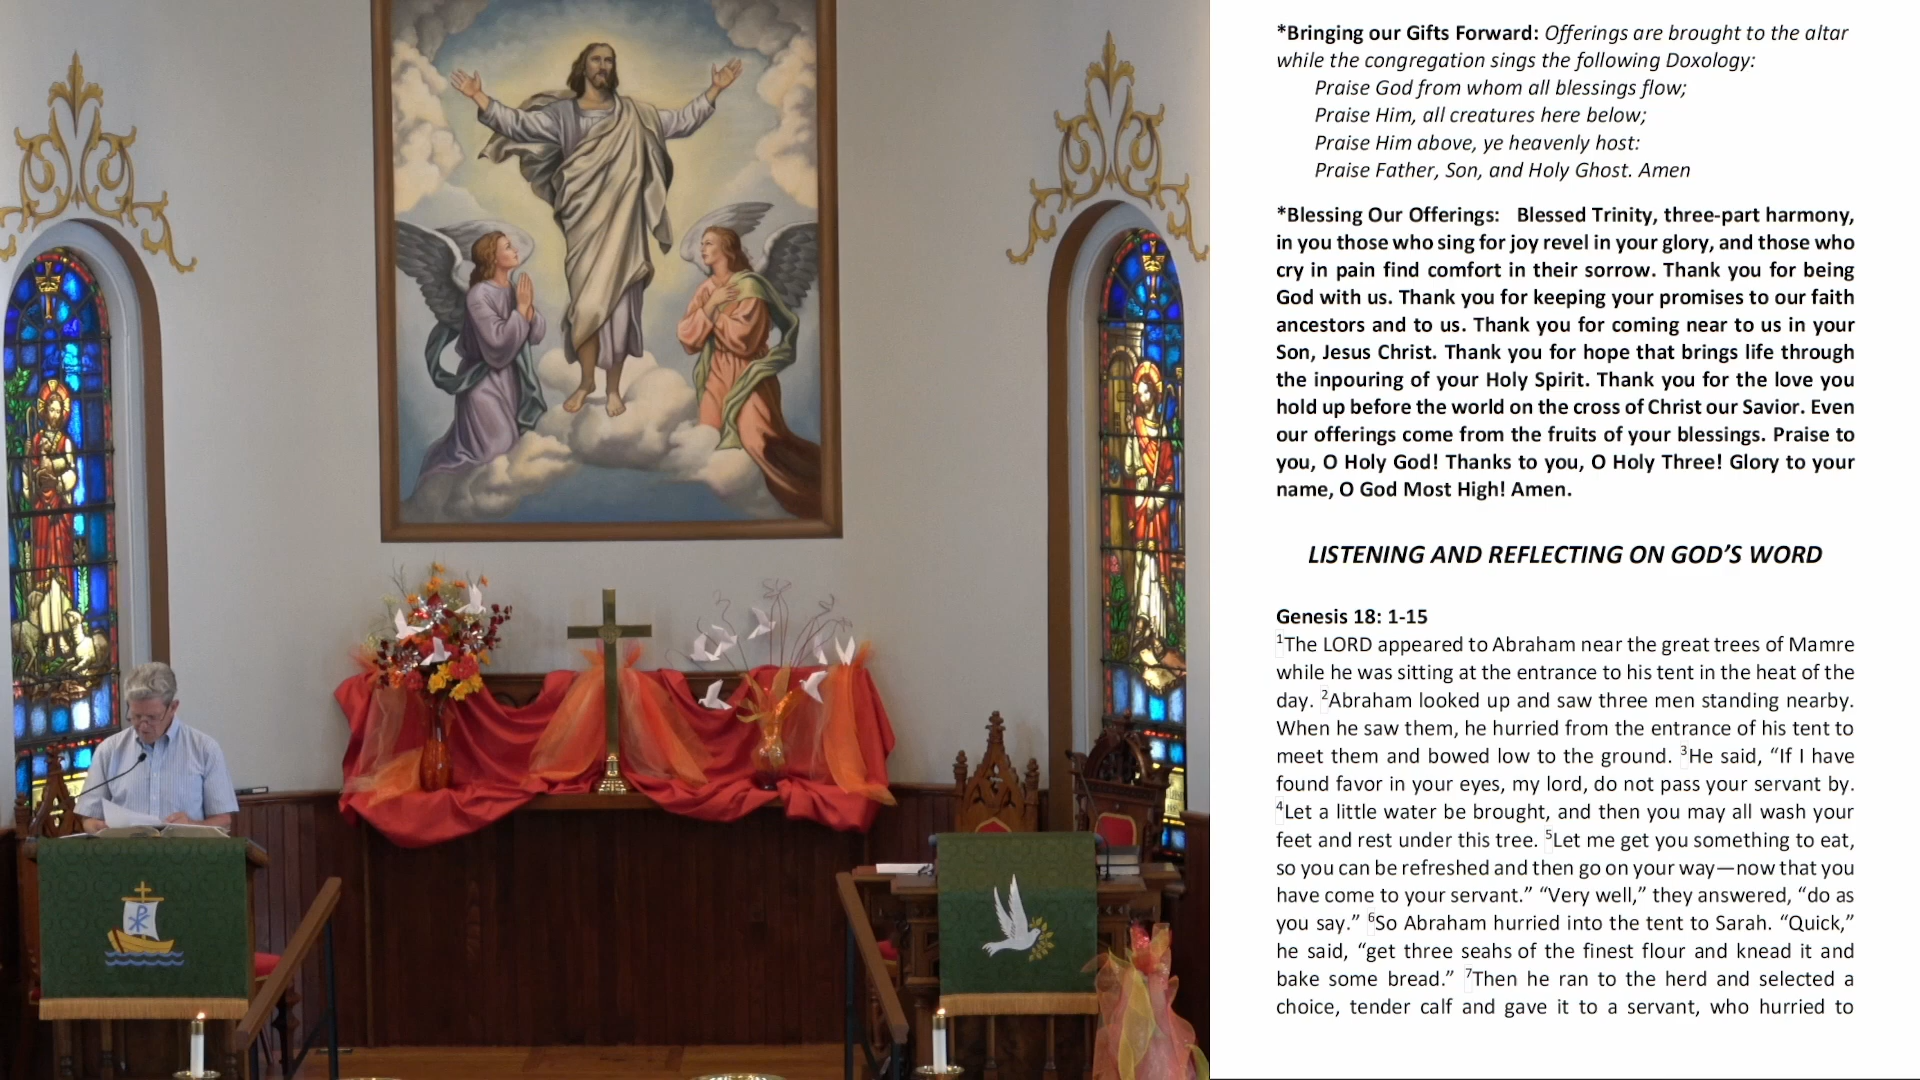 *Bringing our Gifts Forward: Offerings are brought to the altar
while the congregation sings the following Doxology:
Praise God from whom all blessings flow;
Praise Him, all creatures here below;
Praise Him above, ye heavenly host:
Praise Father, Son, and Holy Ghost. Amen
*Blessing Our Offerings: Blessed Trinity, three-part harmony,
in you those who sing for joy revel in your glory, and those who
cry in pain find comfort in their sorrow. Thank you for being
God with us. Thank you for keeping your promises to our faith
ancestors and to us. Thank you for coming near to us in your
Son, Jesus Christ. Thank you for hope that brings life through
the inpouring of your Holy Spirit. Thank you for the love you
hold up before the world on the cross of Christ our Savior. Even
our offerings come from the fruits of your blessings. Praise to
you, O Holy God! Thanks to you, O Holy Three! Glory to your
name, O God Most High! Amen.
LISTENING AND REFLECTING ON GOD’S WORD
Genesis 18: 1-15
1The LORD appeared to Abraham near the great trees of Mamre
while he was sitting at the entrance to his tent in the heat of the
day. 2Abraham looked up and saw three men standing nearby.
When he saw them, he hurried from the entrance of his tent to
meet them and bowed low to the ground. 3He said, “If I have
found favor in your eyes, my lord, do not pass your servant by.
4Let a little water be brought, and then you may all wash your
feet and rest under this tree. 5Let me get you something to eat,
so you can be refreshed and then go on your way—now that you
have come to your servant.” “Very well,” they answered, “do as
you say.” 6So Abraham hurried into the tent to Sarah. “Quick,”
he said, “get three seahs of the finest flour and knead it and
bake some bread.” 7Then he ran to the herd and selected a
choice, tender calf and gave it to a servant, who hurried to